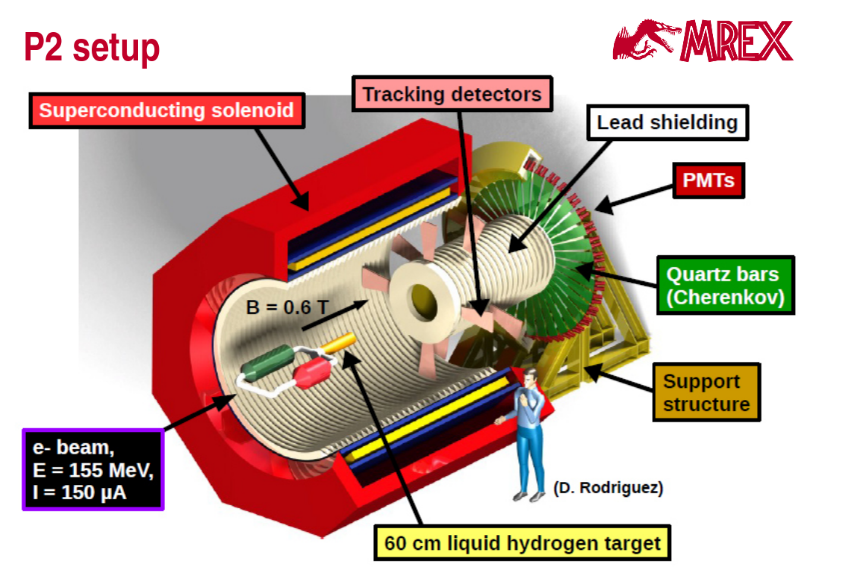 P2 setup
MREX
Superconducting solenoid
Tracking detectors
Lead shielding
PMTs
Quartz bars
(Cherenkov)
B = 0.6 T
Support
structure
e- beam,
E = 155 MeV,
I = 150 µA
(D. Rodriguez)
60 cm liquid hydrogen target